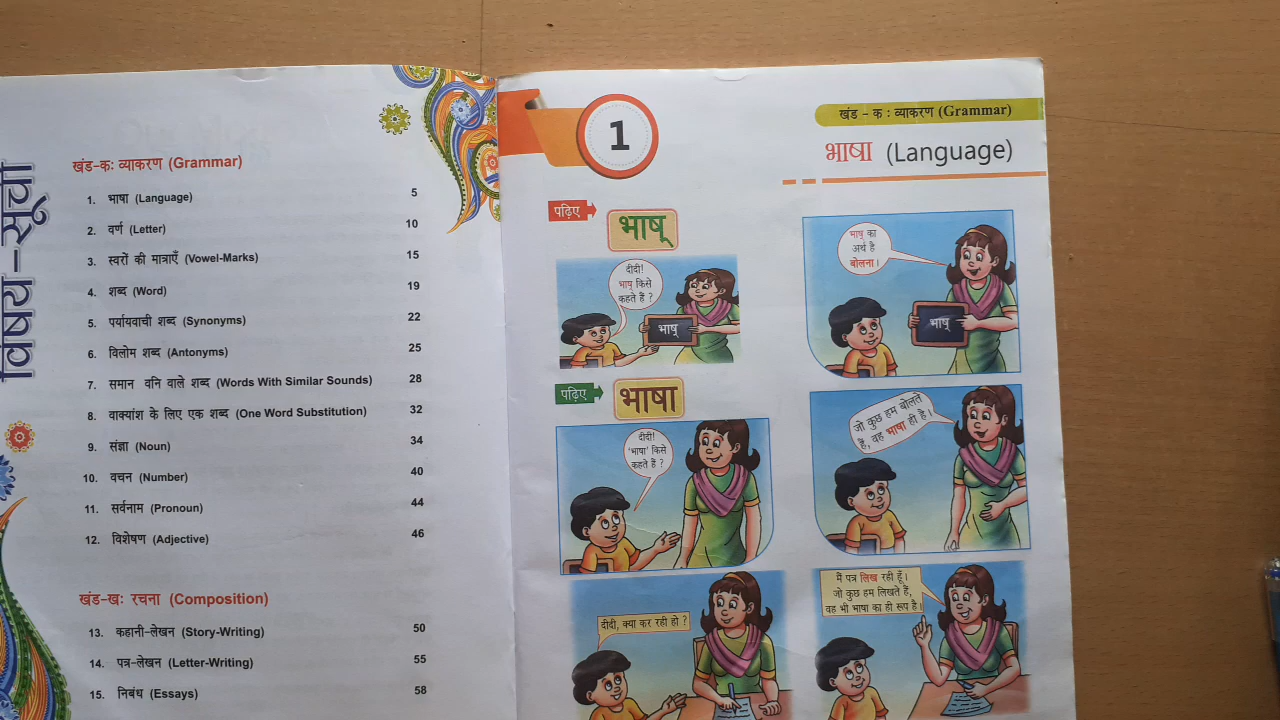 विषय-सूची
खंड-कः व्याकरण (Grammar)
1. भाषा (Language) 5
2. वर्ण (Letter) 10
3. स्वरों की मात्राएँ (Vowel-Marks) 15
4. शब्द (Word) 19
5. पर्यायवाची शब्द (Synonyms) 22
6. विलोम शब्द (Antonyms) 25
7. समान वनि वाले शब्द (Words With Similar Sounds) 28
8. वाक्यांश के लिए एक शब्द (One Word Substitution) 32
9. संज्ञा (Noun) 34
10. वचन (Number) 40
11. सर्वनाम (Pronoun) 44
12. विशेषण (Adjective) 46
खंड-खः रचना (Composition)
13. कहानी-लेखन (Story-Writing) 50
14. पत्र-लेखन (Letter-Writing) 55
15. निबंध (Essays) 58
1
खंड - क : व्याकरण (Grammar)
भाषा (Language)
पढ़िए
भाष्
दीदी!
भाष् किसे
कहते हैं ?
भाष्
भाष् का
अर्थ है
बोलना।
भाष्
पढ़िए
भाषा
दीदी!
'भाषा' किसे
कहते हैं ?
जो कुछ हम बोलते
हैं, वह भाषा ही है।
दीदी, क्या कर रही हो ?
मैं पत्र लिख रही हूँ।
जो कुछ हम लिखते हैं,
वह भी भाषा का ही रूप है।